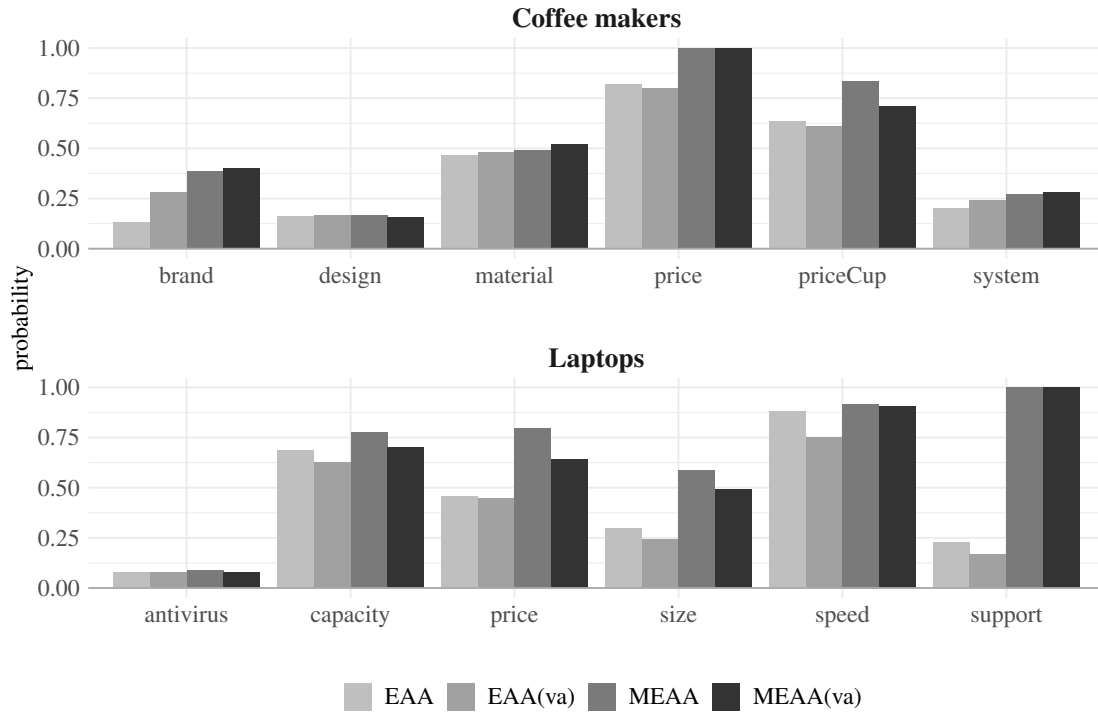 Coffee makers
1.00
0.75
0.50
0.25
0.00
brand design material price priceCup system
probability
Laptops
1.00
0.75
0.50
0.25
0.00
antivirus capacity price size speed support
EAA EAA(va) MEAA MEAA(va)